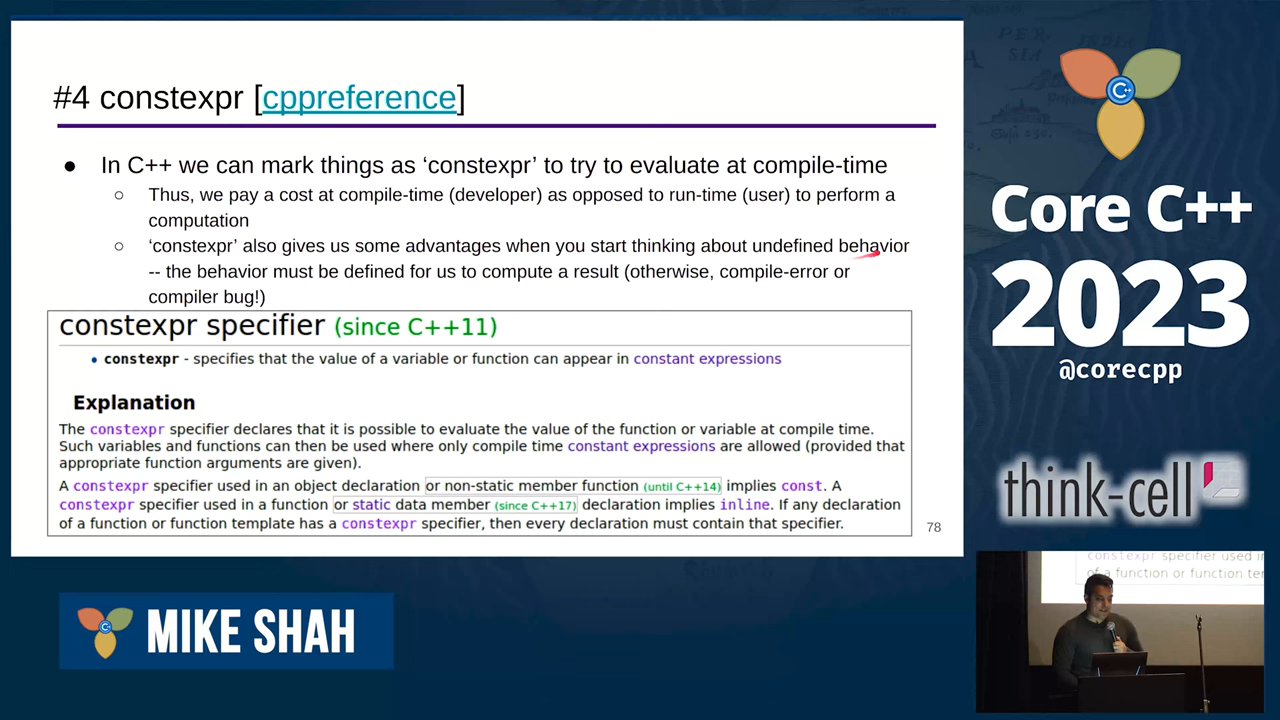 #4 constexpr [cppreference]
● In C++ we can mark things as ‘constexpr’ to try to evaluate at compile-time
○ Thus, we pay a cost at compile-time (developer) as opposed to run-time (user) to perform a
computation
○ ‘constexpr’ also gives us some advantages when you start thinking about undefined behavior
-- the behavior must be defined for us to compute a result (otherwise, compile-error or
compiler bug!)
constexpr specifier (since C++11)
• constexpr - specifies that the value of a variable or function can appear in constant expressions
Explanation
The constexpr specifier declares that it is possible to evaluate the value of the function or variable at compile time.
Such variables and functions can then be used where only compile time constant expressions are allowed (provided that
appropriate function arguments are given).
A constexpr specifier used in an object declaration or non-static member function (until C++14) implies const. A
constexpr specifier used in a function or static data member (since C++17) declaration implies inline. If any declaration
of a function or function template has a constexpr specifier, then every declaration must contain that specifier.
78
C++
Core C++
2023
@corecpp
think-cell
MIKE SHAH
constexpr specifier used i
of a function or function te